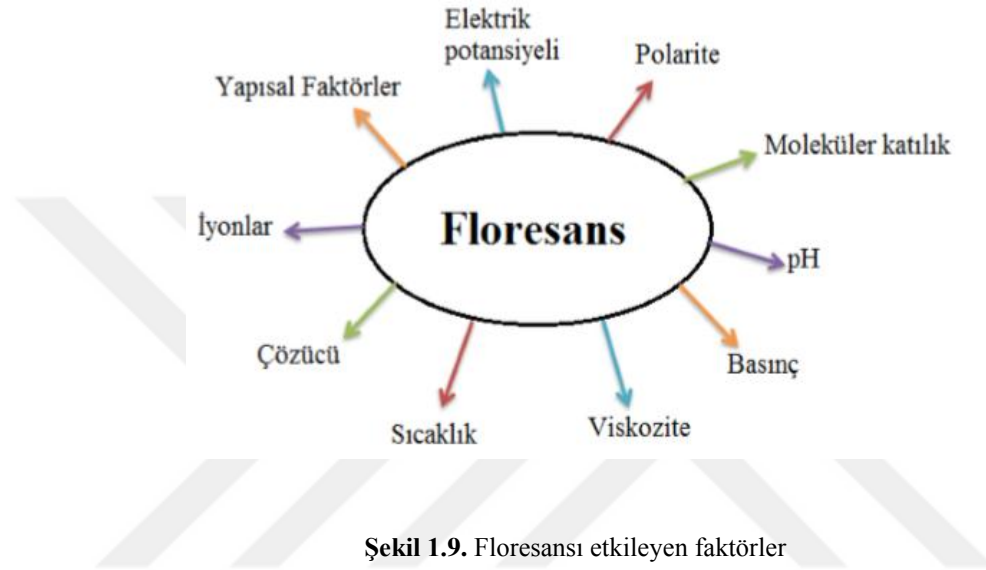 Elektrik
potansiyeli
Polarite
Yapısal Faktörler
Moleküler katılık
İyonlar
Floresans
pH
Çözücü
Basınç
Sıcaklık
Viskozite
Şekil 1.9. Floresansı etkileyen faktörler